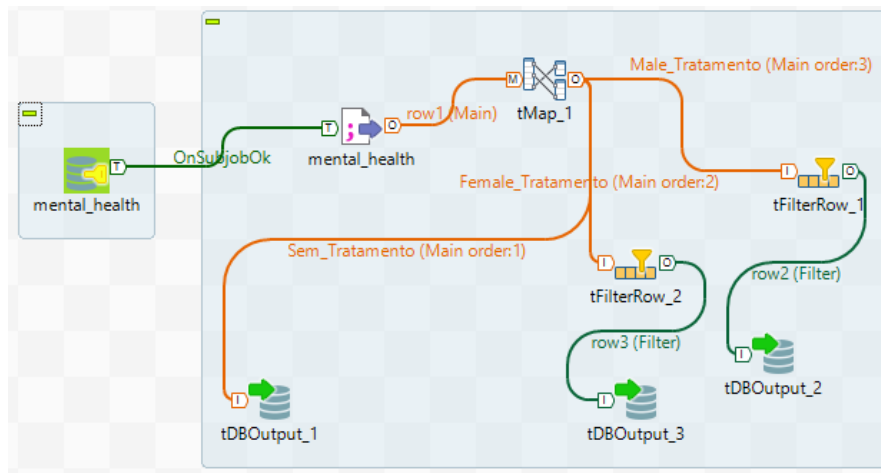 Male_Tratamento (Main order:3)
row1 (Main)
tMap_1
OnSubjobOk
mental_health
Female_Tratamento (Main order:2)
mental_health
tFilterRow_1
Sem_Tratamento (Main order:1)
row2 (Filter)
tFilterRow_2
row3 (Filter)
tDBOutput_2
tDBOutput_1
tDBOutput_3